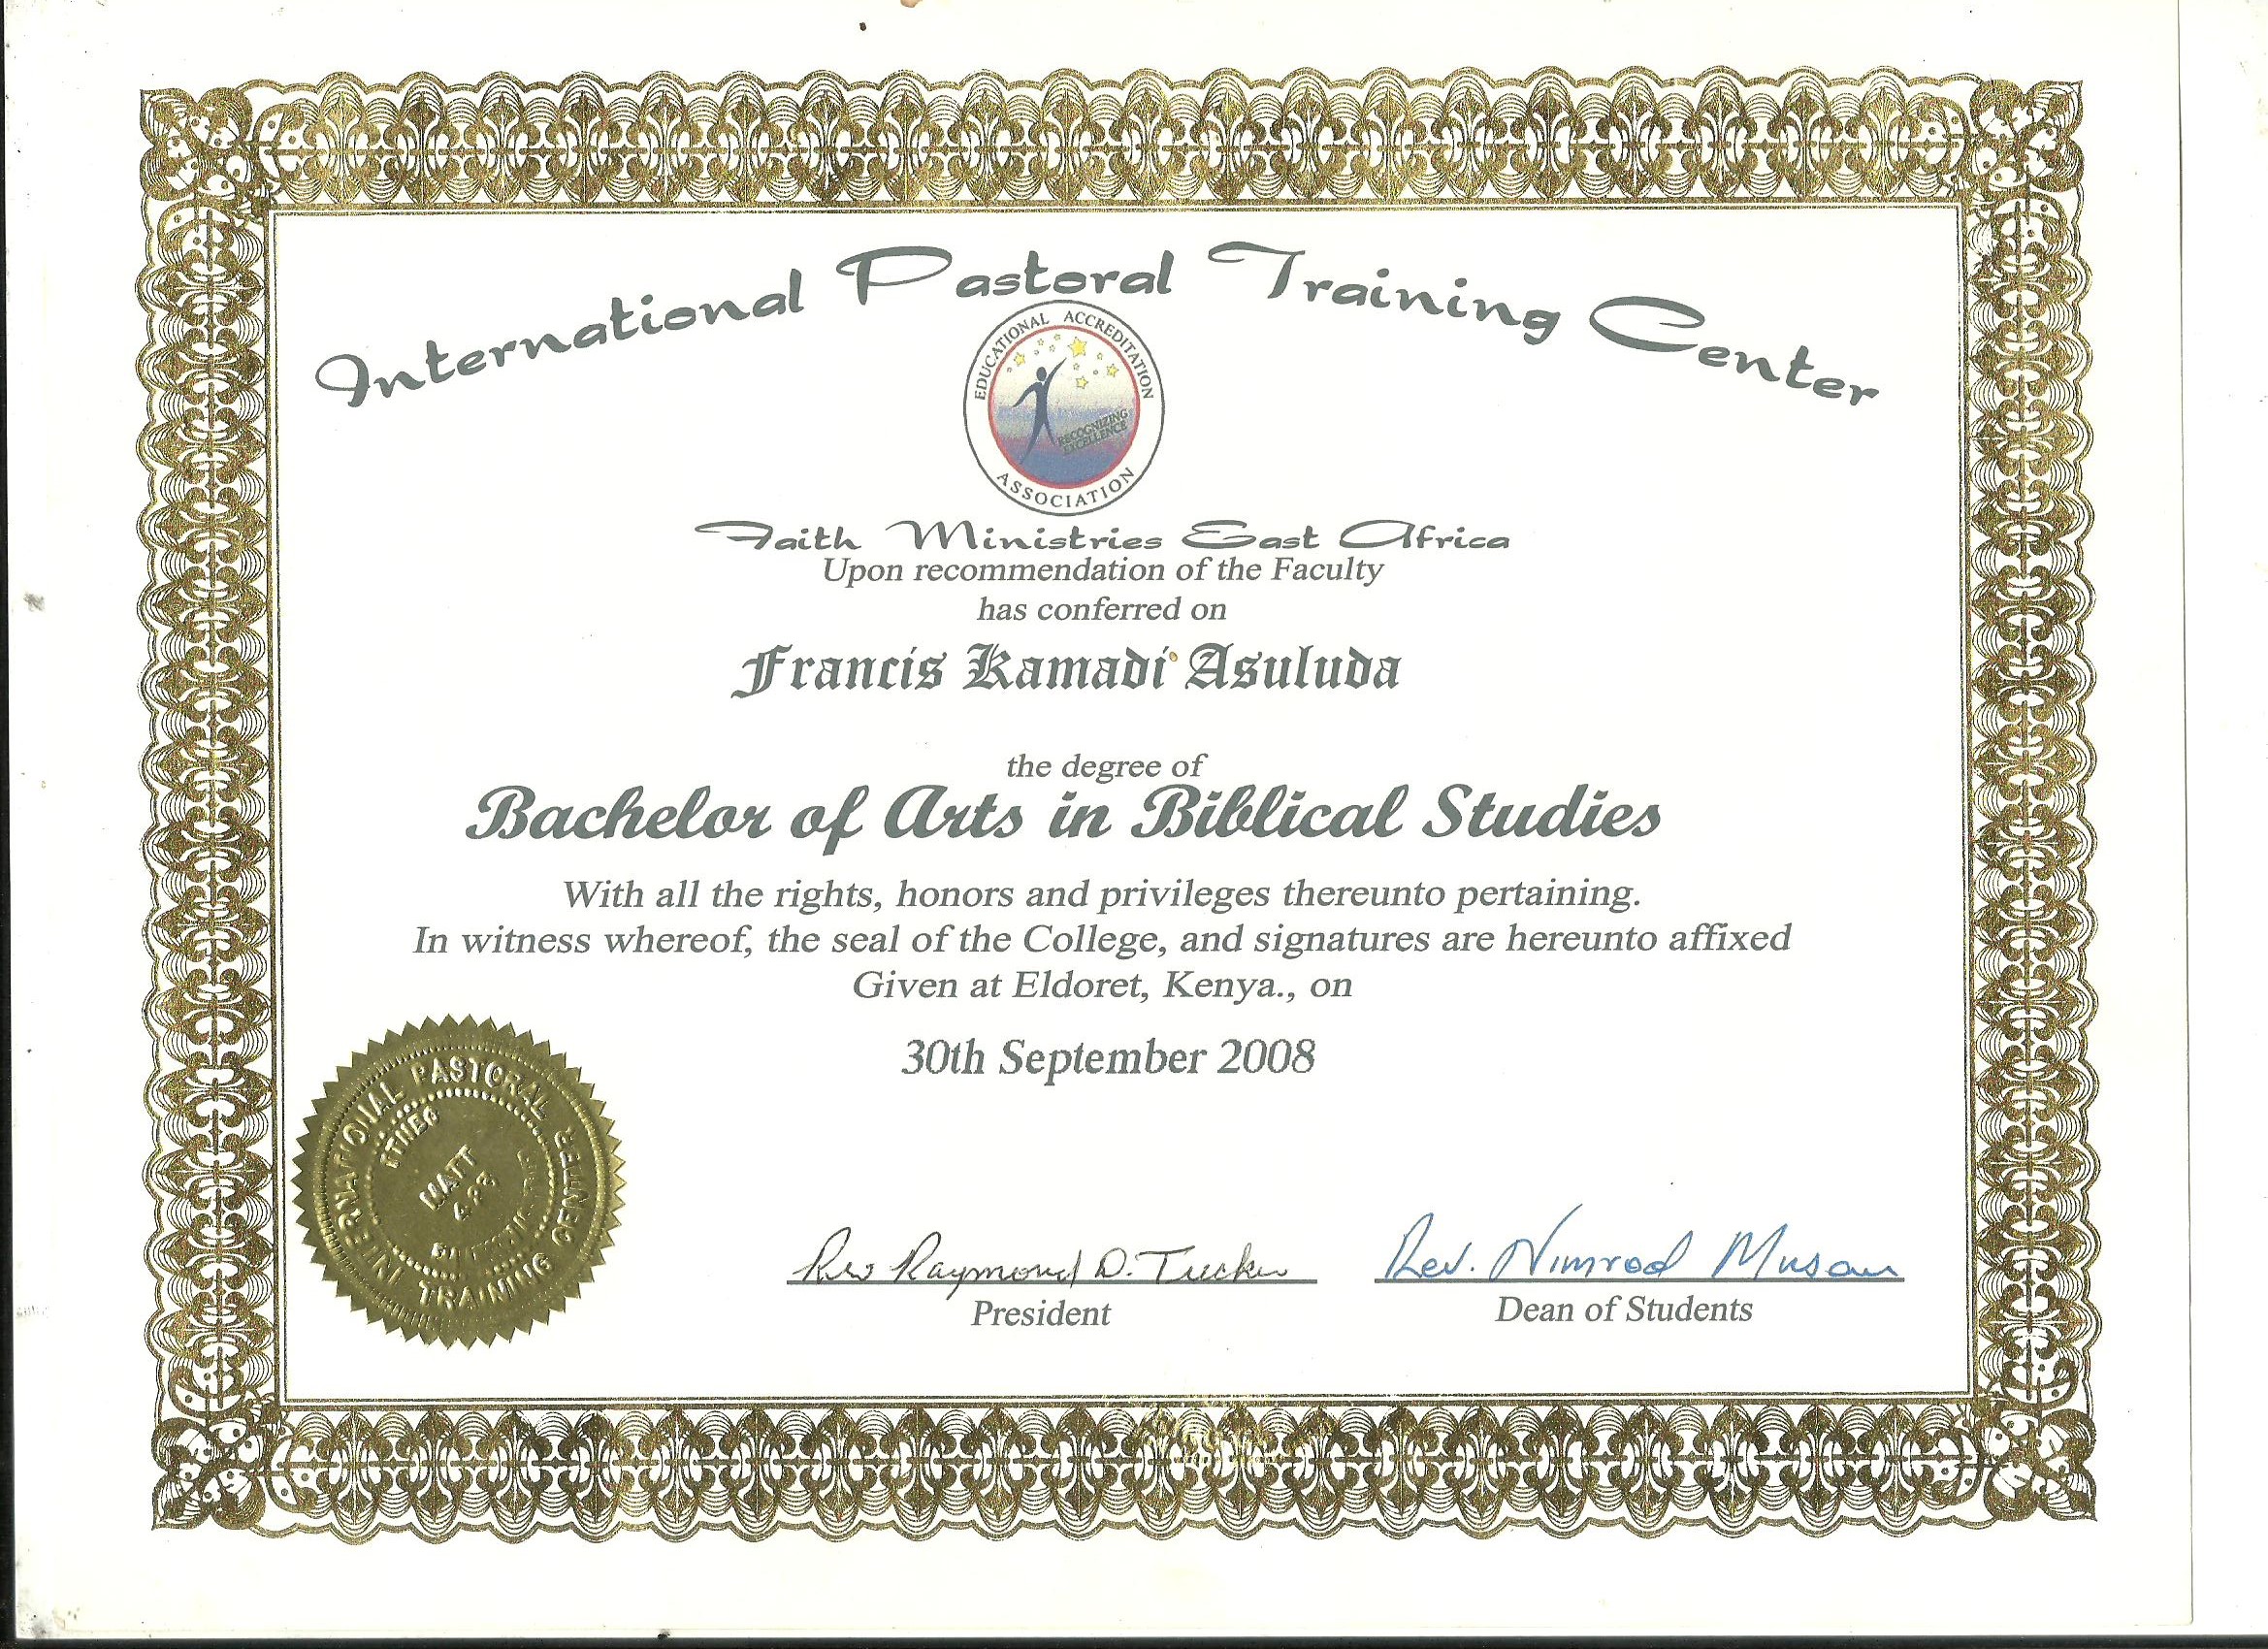 International Pastoral Training Center
EDUCATIONAL ACCREDITATION
RECOGNIZING
EXCELLENCE
ASSOCIATION
Faith Ministries East Africa
Upon recommendation of the Faculty
has conferred on
Francis Kamadi Asuluda
the degree of
Bachelor of Arts in Biblical Studies
With all the rights, honors and privileges thereunto pertaining.
In witness whereof, the seal of the College, and signatures are hereunto affixed
Given at Eldoret, Kenya., on
30th September 2008
INTERNATIONAL PASTORAL TRAINING CENTER
MATT
Rev Raymond D. Tucker
Rev. Nimrod Musau
President
Dean of Students